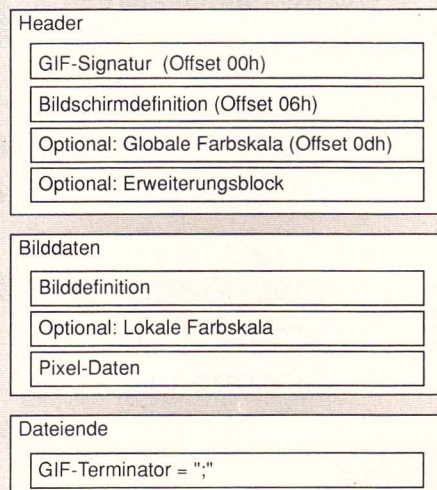 Header
GIF-Signatur (Offset 00h)
Bildschirmdefinition (Offset 06h)
Optional: Globale Farbskala (Offset 0dh)
Optional: Erweiterungsblock
Bilddaten
Bilddefinition
Optional: Lokale Farbskala
Pixel-Daten
Dateiende
GIF-Terminator = ";"